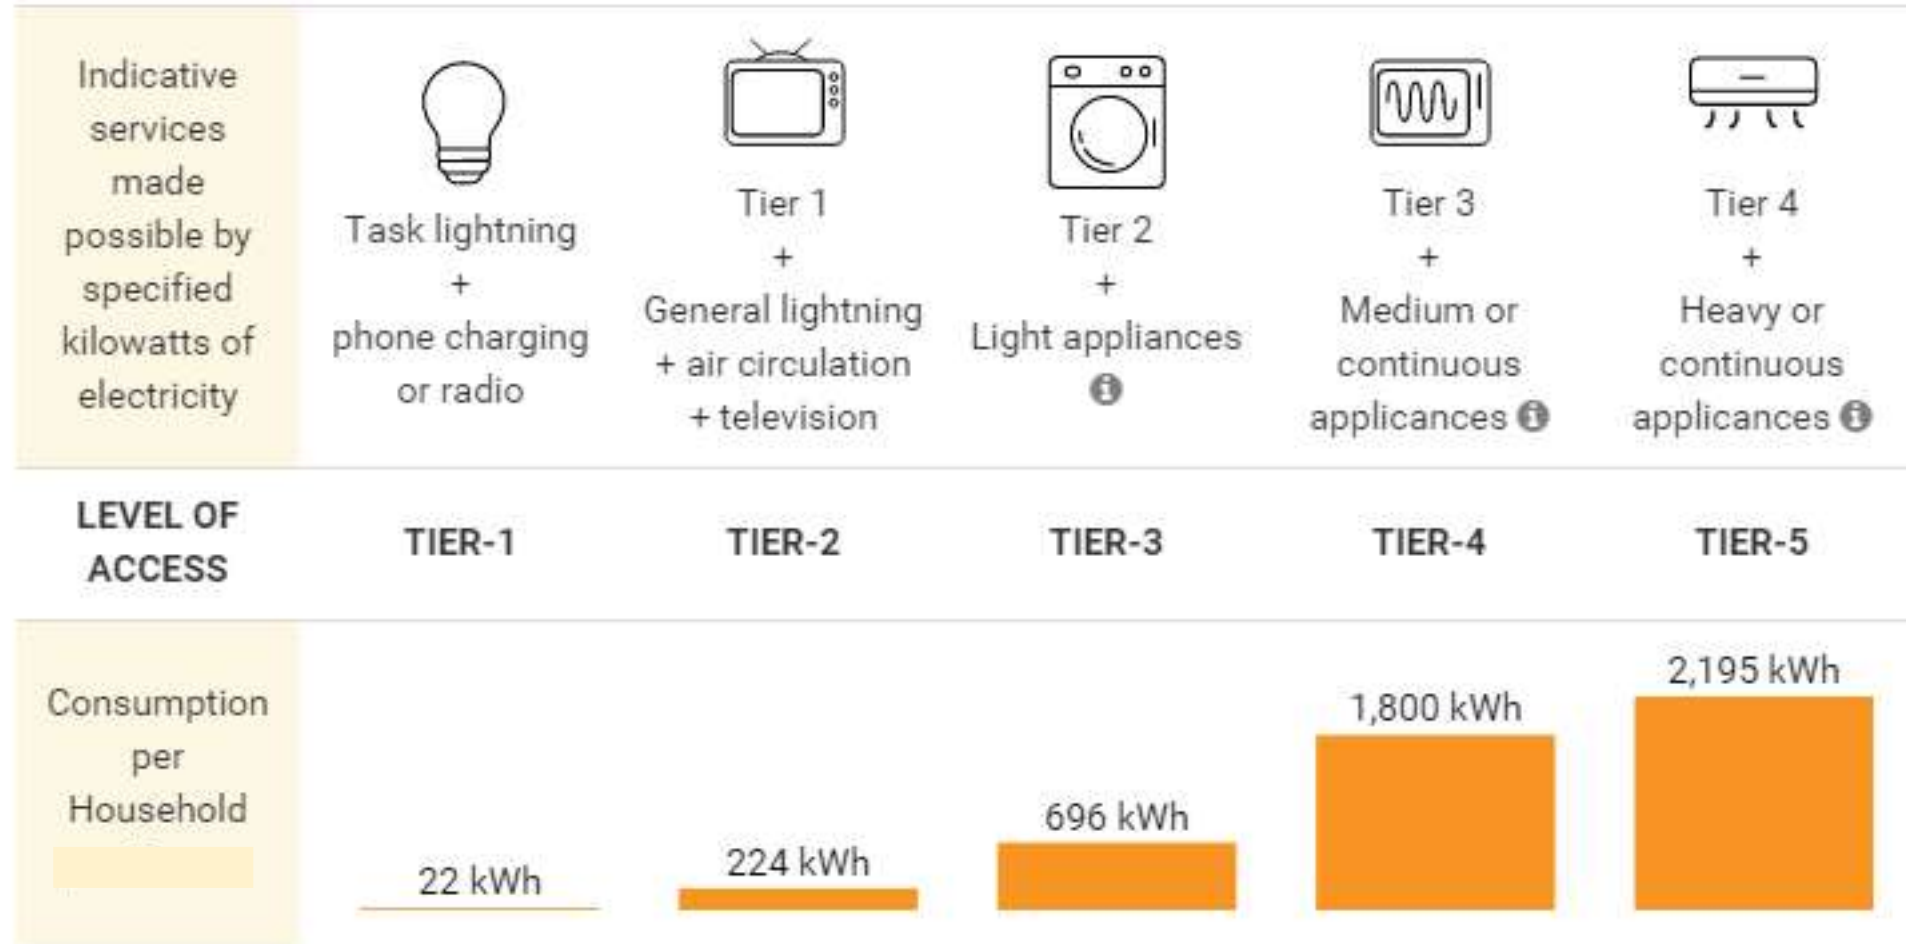 Indicative
services
made
possible by
specified
kilowatts of
electricity
Task lightning
+
phone charging
or radio
Tier 1
+
General lightning
+ air circulation
+ television
Tier 2
+
Light appliances
Tier 3
+
Medium or
continuous
applicances
Tier 4
+
Heavy or
continuous
applicances
LEVEL OF
ACCESS
TIER-1
TIER-2
TIER-3
TIER-4
TIER-5
Consumption
per
Household
22 kWh
224 kWh
696 kWh
1,800 kWh
2,195 kWh